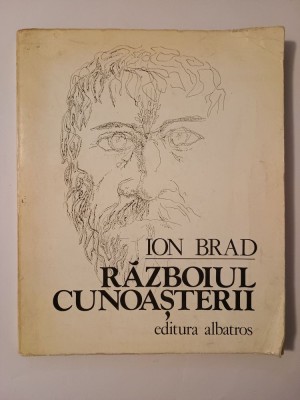 ION BRAD
RĂZBOIUL
CUNOAȘTERII
editura albatros